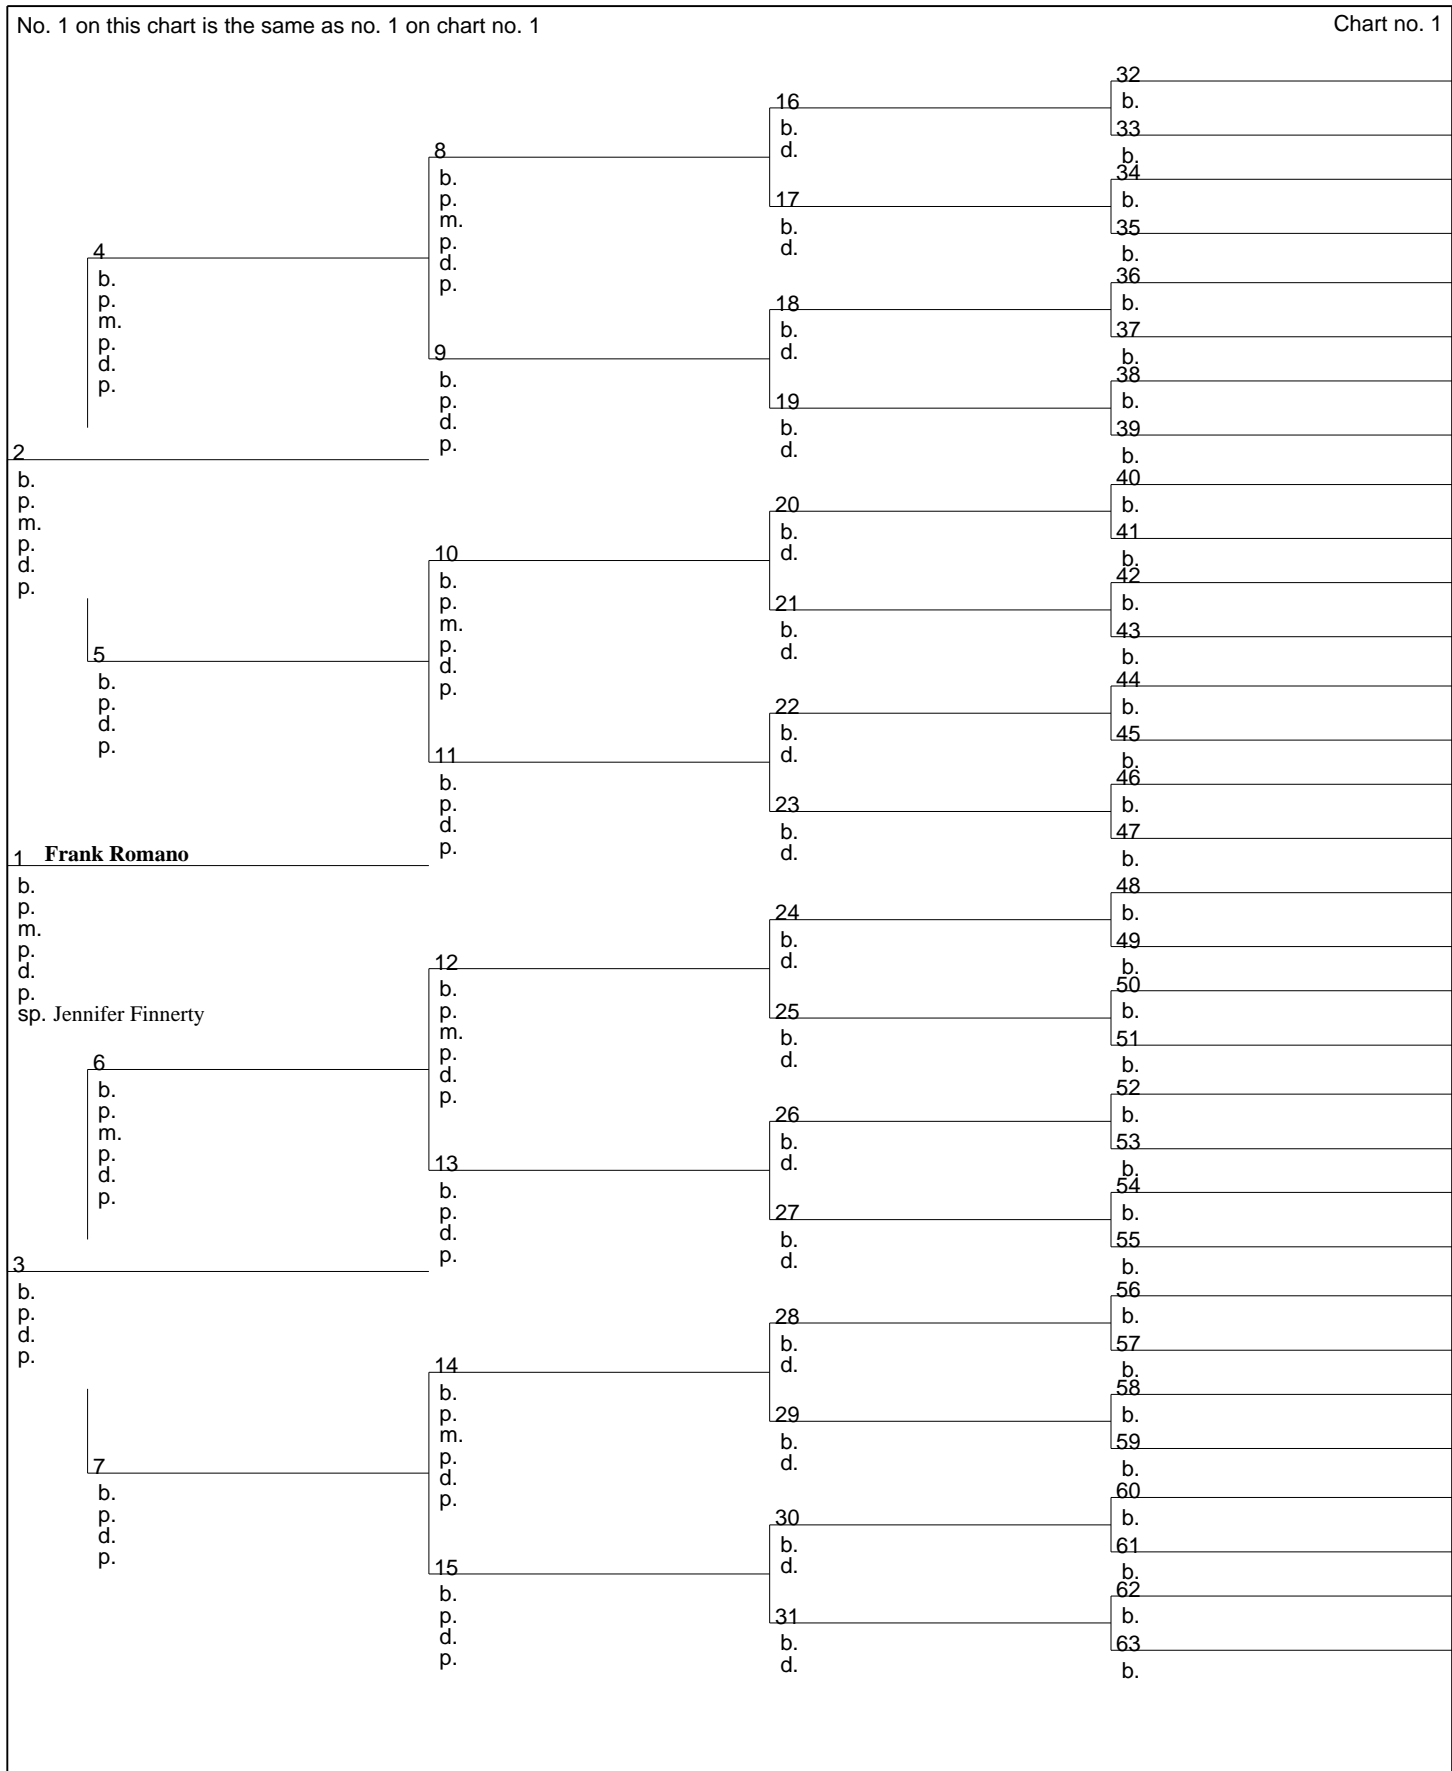 No. 1 on this chart is the same as no. 1 on chart no. 1
Chart no. 1
32
b.
16
b.
d.
33
b.
8
b.
p.
m.
p.
d.
p.
34
b.
17
b.
d.
35
b.
4
b.
p.
m.
p.
d.
p.
36
b.
18
b.
d.
37
b.
9
b.
p.
d.
p.
38
b.
19
b.
d.
39
b.
2
b.
p.
m.
p.
d.
p.
40
b.
20
b.
d.
41
b.
10
b.
p.
m.
p.
d.
p.
42
b.
21
b.
d.
43
b.
5
b.
p.
d.
p.
44
b.
22
b.
d.
45
b.
11
b.
p.
d.
p.
46
b.
23
b.
d.
47
b.
1 Frank Romano
b.
p.
m.
p.
d.
p.
sp. Jennifer Finnerty
48
b.
24
b.
d.
49
b.
12
b.
p.
m.
p.
d.
p.
50
b.
25
b.
d.
51
b.
6
b.
p.
m.
p.
d.
p.
52
b.
26
b.
d.
53
b.
13
b.
p.
d.
p.
54
b.
27
b.
d.
55
b.
3
b.
p.
d.
p.
56
b.
28
b.
d.
57
b.
14
b.
p.
m.
p.
d.
p.
58
b.
29
b.
d.
59
b.
7
b.
p.
d.
p.
60
b.
30
b.
d.
61
b.
15
b.
p.
d.
p.
62
b.
31
b.
d.
63
b.